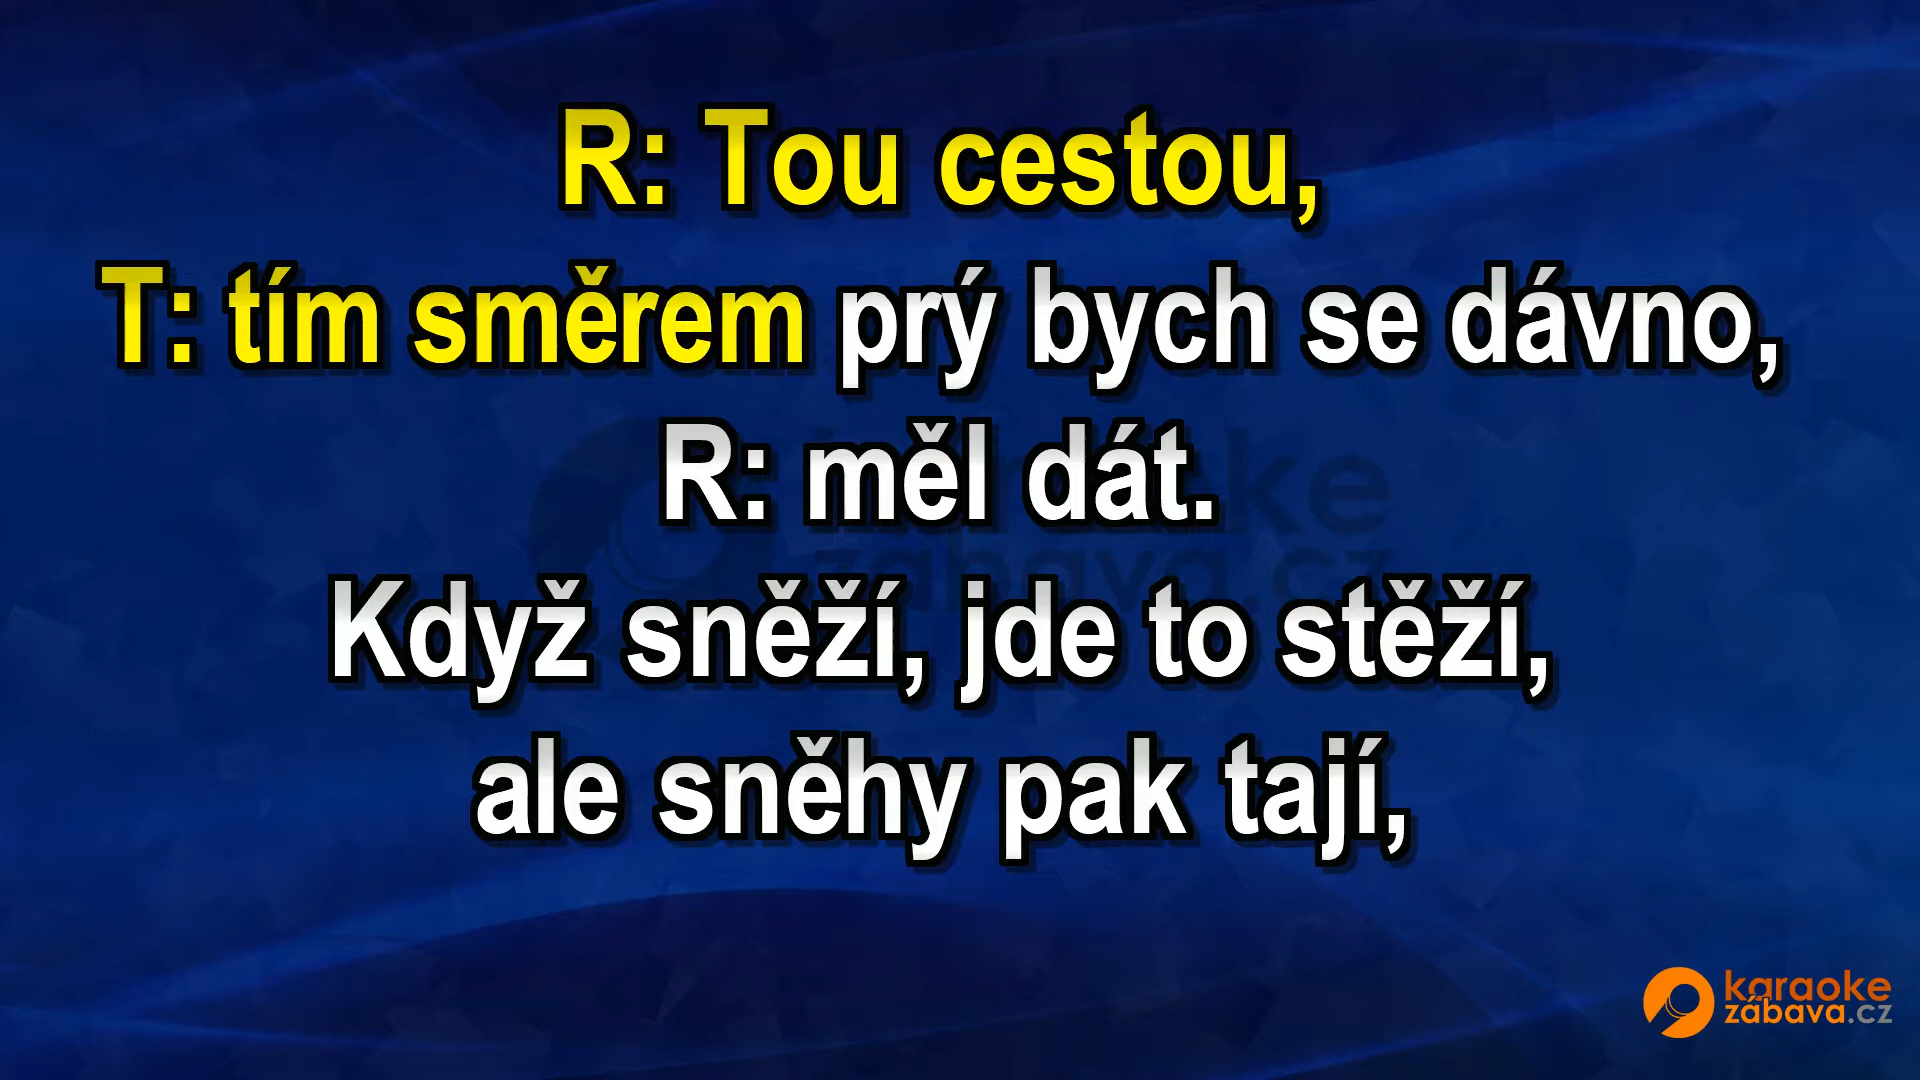 R: Tou cestou,
T: tím směrem prý bych se dávno,
R: měl dát.
Když sněží, jde to stěží,
ale sněhy pak tají,
karaoke
zábava.cz